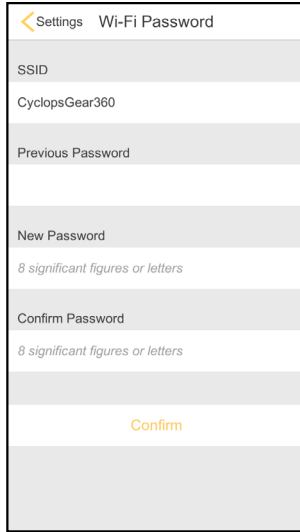 Settings Wi-Fi Password
SSID
CyclopsGear360
Previous Password
New Password
8 significant figures or letters
Confirm Password
8 significant figures or letters
Confirm